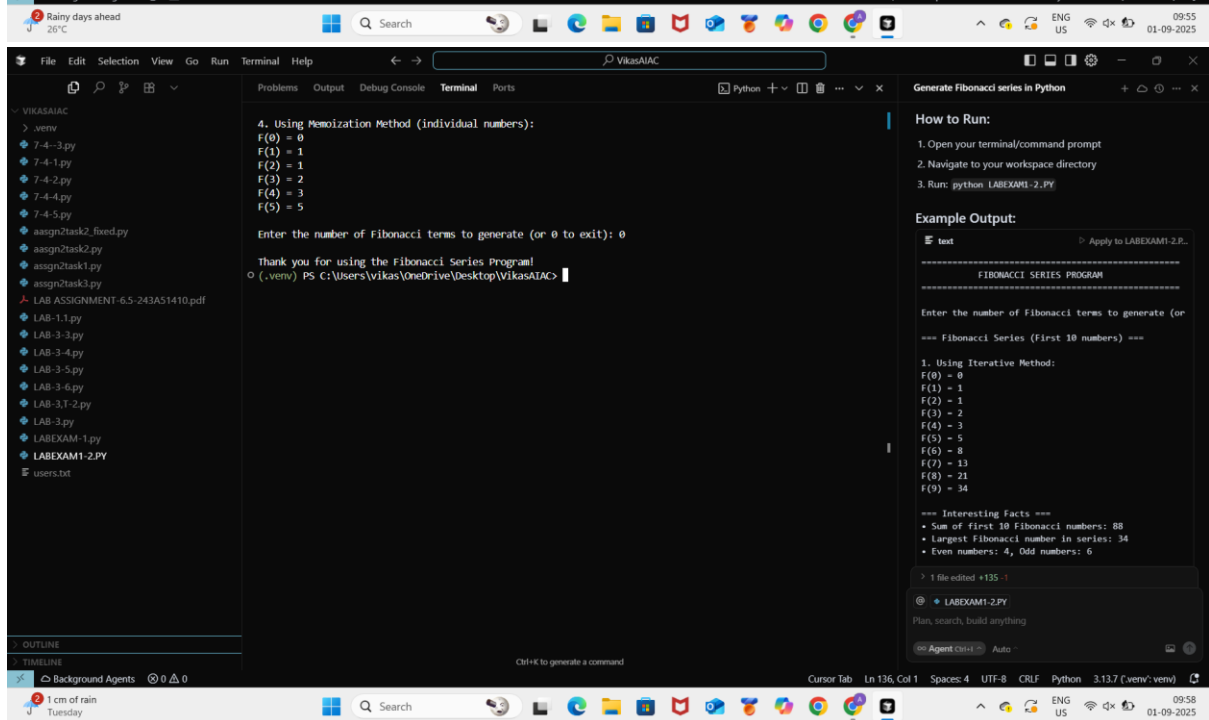 Rainy days ahead
26°C
2
Search
ENG
US
09:55
01-09-2025
File Edit Selection View Go Run Terminal Help
VikasAIAC
VIKASAIAC
.venv
7-4--3.py
7-4-1.py
7-4-2.py
7-4-4.py
7-4-5.py
aasgn2task2_fixed.py
aasgn2task2.py
assgn2task1.py
assgn2task3.py
LAB ASSIGNMENT-6.5-243A51410.pdf
LAB-1.1.py
LAB-3-3.py
LAB-3-4.py
LAB-3-5.py
LAB-3-6.py
LAB-3,T-2.py
LAB-3.py
LABEXAM-1.py
LABEXAM1-2.PY
users.txt
OUTLINE
TIMELINE
Problems Output Debug Console Terminal Ports
Python
4. Using Memoization Method (individual numbers):
F(0) = 0
F(1) = 1
F(2) = 1
F(3) = 2
F(4) = 3
F(5) = 5
Enter the number of Fibonacci terms to generate (or 0 to exit): 0
Thank you for using the Fibonacci Series Program!
(.venv) PS C:\Users\vikas\OneDrive\Desktop\VikasAIAC>
Ctrl+K to generate a command
Generate Fibonacci series in Python
How to Run:
1. Open your terminal/command prompt
2. Navigate to your workspace directory
3. Run: python LABEXAM1-2.PY
Example Output:
text
Apply to LABEXAM1-2.P...
==================================================
FIBONACCI SERIES PROGRAM
==================================================
Enter the number of Fibonacci terms to generate (or
=== Fibonacci Series (First 10 numbers) ===
1. Using Iterative Method:
F(0) = 0
F(1) = 1
F(2) = 1
F(3) = 2
F(4) = 3
F(5) = 5
F(6) = 8
F(7) = 13
F(8) = 21
F(9) = 34
=== Interesting Facts ===
• Sum of first 10 Fibonacci numbers: 88
• Largest Fibonacci number in series: 34
• Even numbers: 4, Odd numbers: 6
1 file edited +135 -1
@ LABEXAM1-2.PY
Plan, search, build anything
Agent Ctrl+I Auto
Background Agents 0 0
Cursor Tab Ln 136, Col 1 Spaces: 4 UTF-8 CRLF Python 3.13.7 ('.venv': venv)
2
1 cm of rain
Tuesday
Search
ENG
US
09:58
01-09-2025